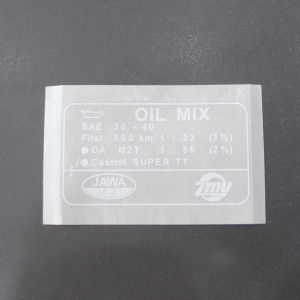 OIL MIX
SAE 30 - 40
First 500 km 1 : 33 (3%)
OA M2T 1 : 50 (2%)
Castrol SUPER TT
JAWA